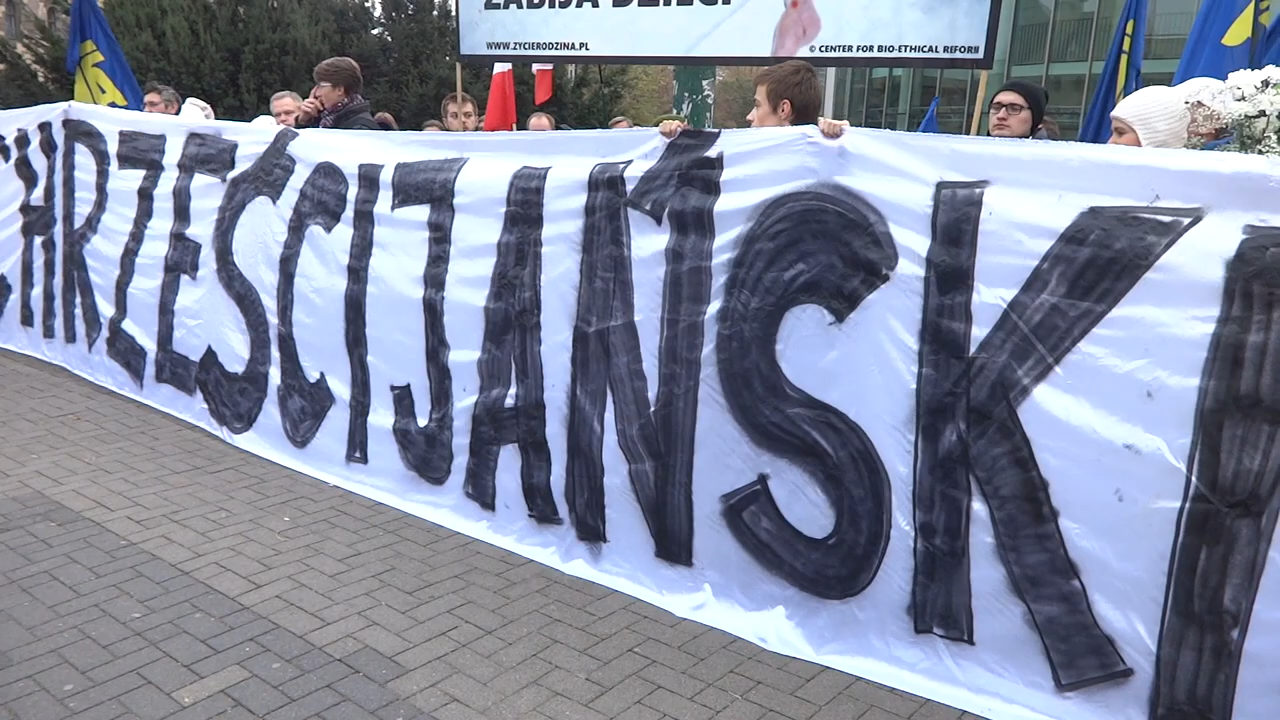 ZABIJA DZIECI
WWW.ZYCIERODZINA.PL
© CENTER FOR BIO-ETHICAL REFORM
CHRZEŚCIJAŃSK